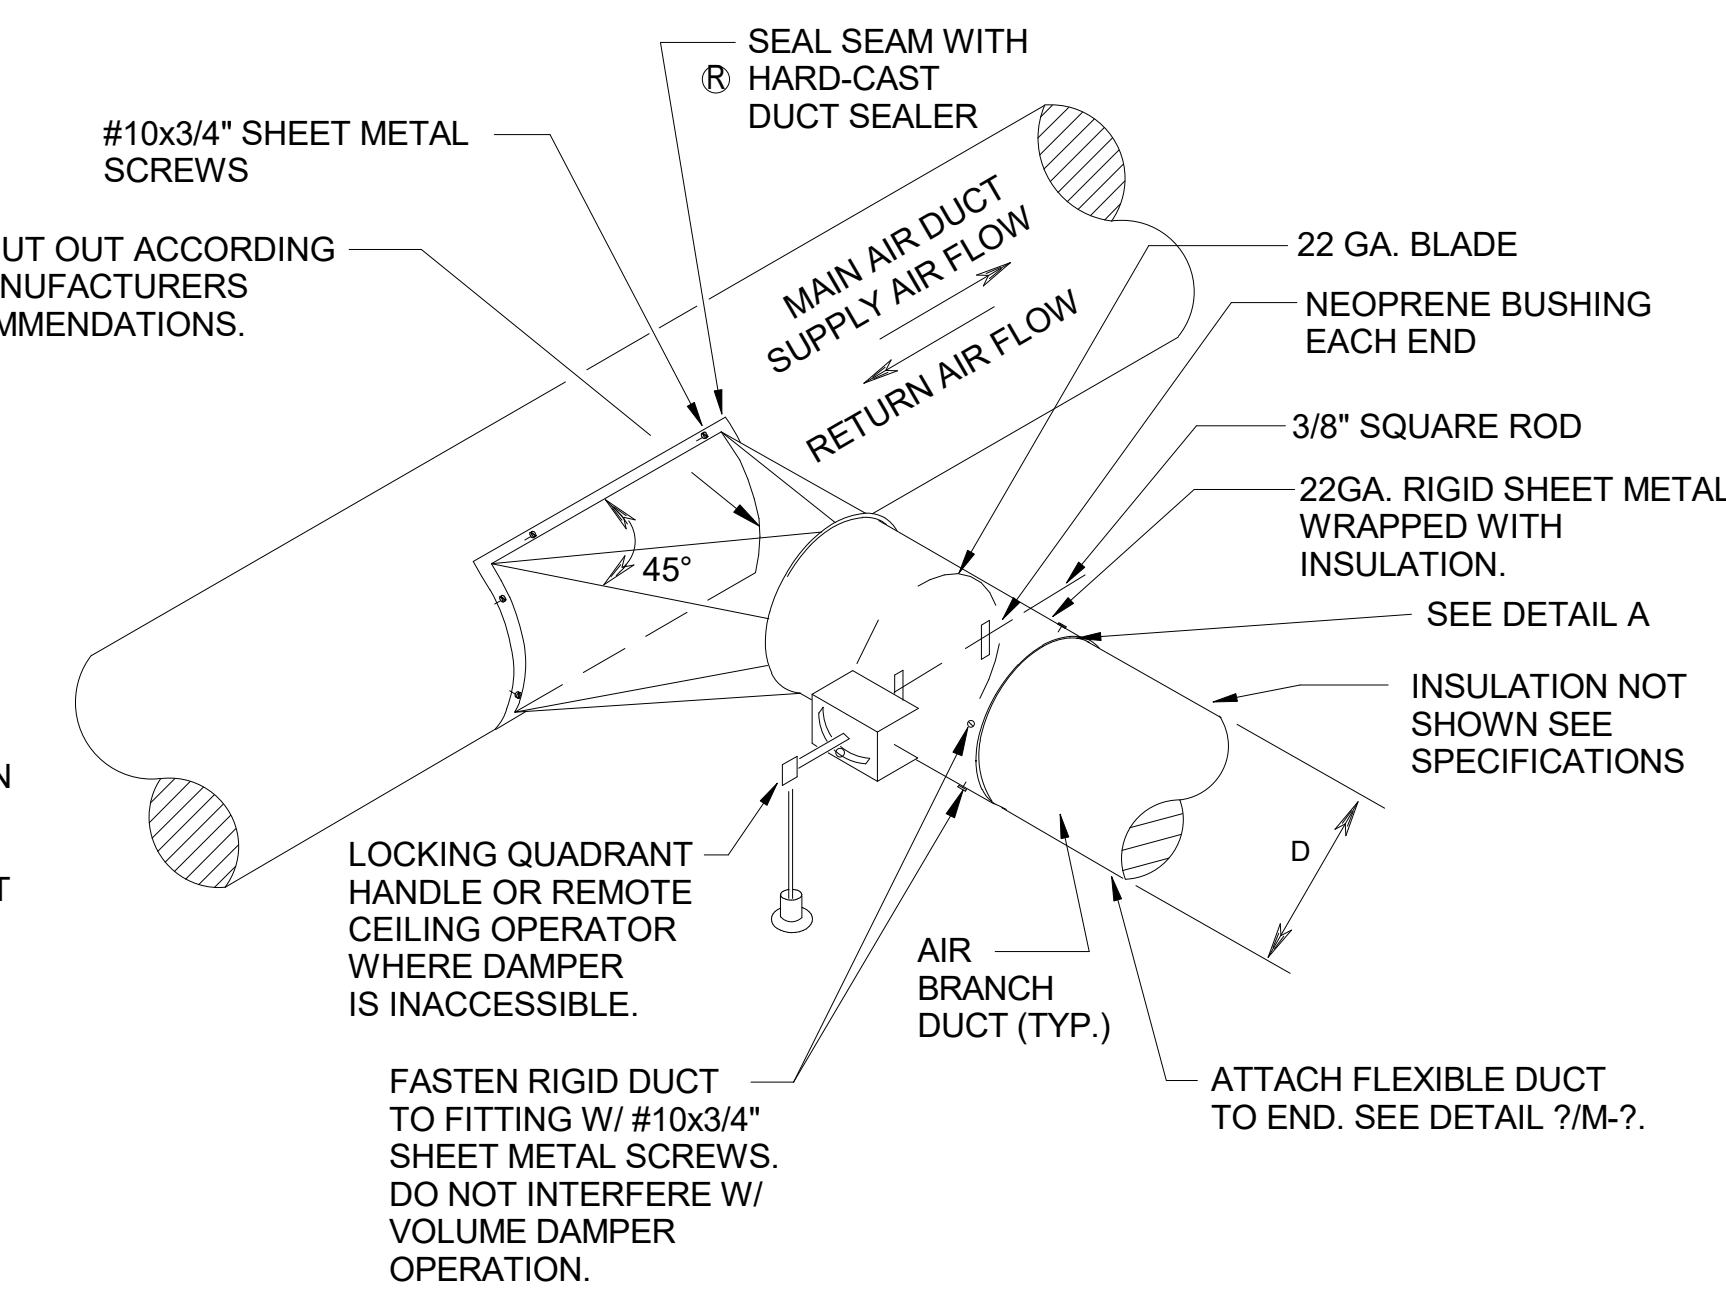 SEAL SEAM WITH
® HARD-CAST
DUCT SEALER
#10x3/4" SHEET METAL
SCREWS
UT OUT ACCORDING
NUFACTURERS
MMENDATIONS.
MAIN AIR DUCT
SUPPLY AIR FLOW
RETURN AIR FLOW
22 GA. BLADE
NEOPRENE BUSHING
EACH END
3/8" SQUARE ROD
22GA. RIGID SHEET METAL
WRAPPED WITH
INSULATION.
45°
SEE DETAIL A
INSULATION NOT
SHOWN SEE
SPECIFICATIONS
N
T
D
LOCKING QUADRANT
HANDLE OR REMOTE
CEILING OPERATOR
WHERE DAMPER
IS INACCESSIBLE.
AIR
BRANCH
DUCT (TYP.)
FASTEN RIGID DUCT
TO FITTING W/ #10x3/4"
SHEET METAL SCREWS.
DO NOT INTERFERE W/
VOLUME DAMPER
OPERATION.
ATTACH FLEXIBLE DUCT
TO END. SEE DETAIL ?/M-?.